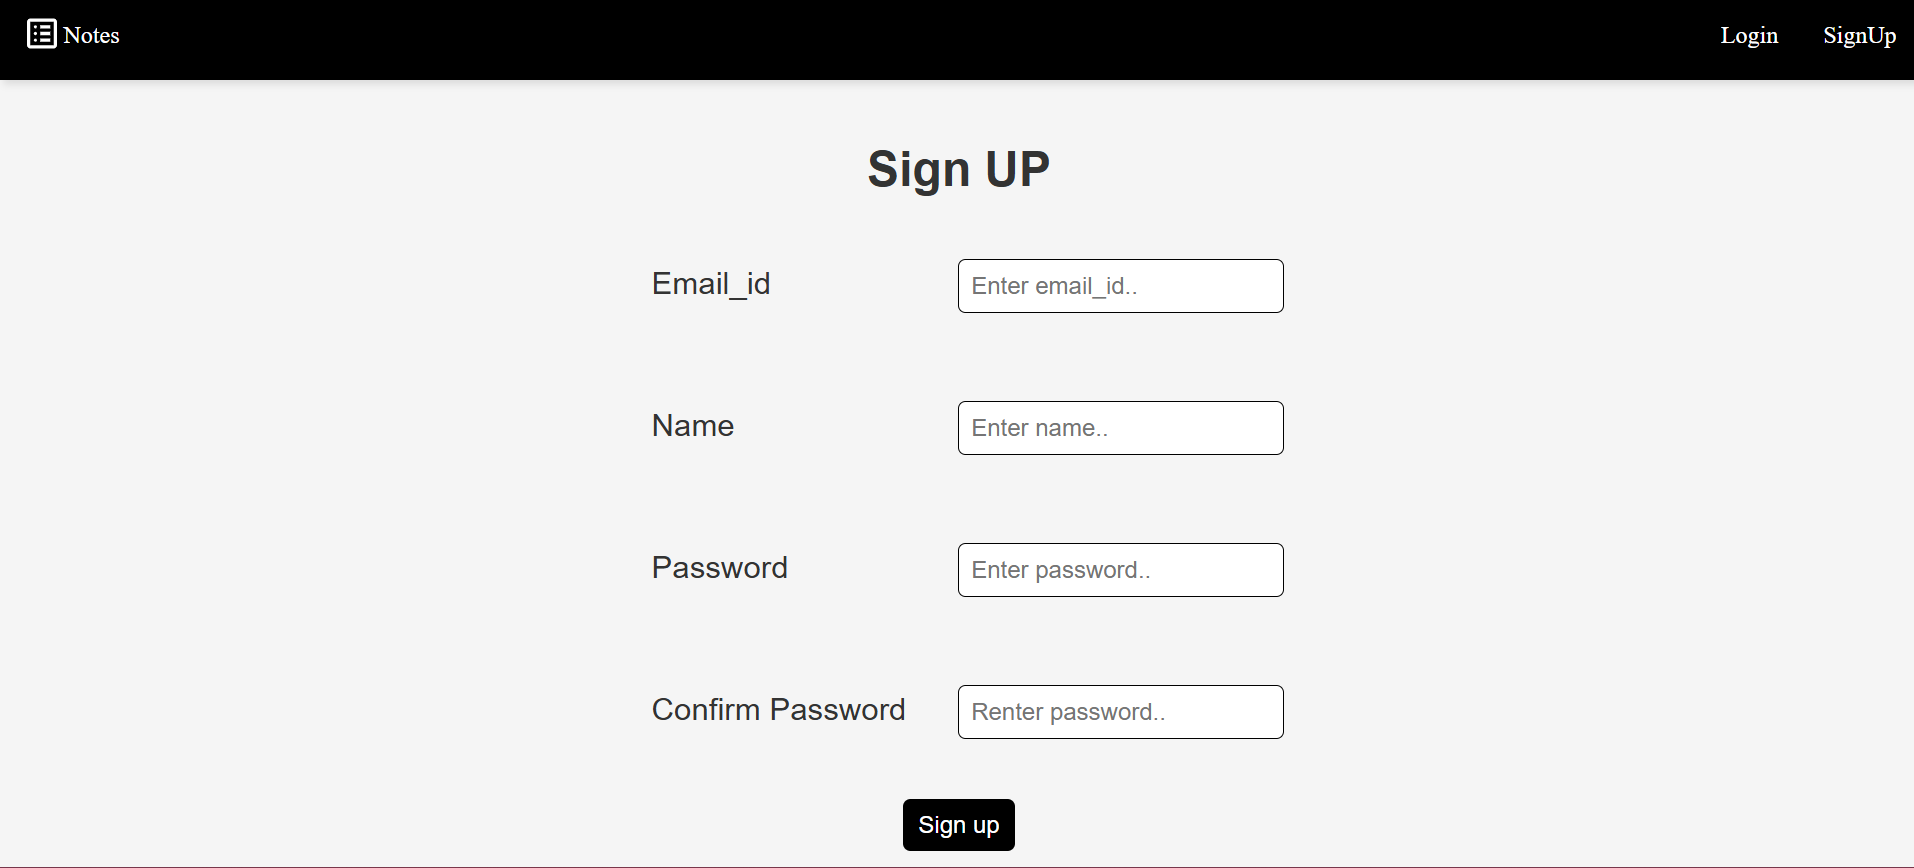 Notes Login SignUp
Sign UP
Email_id Enter email_id..
Name Enter name..
Password Enter password..
Confirm Password Renter password..
Sign up